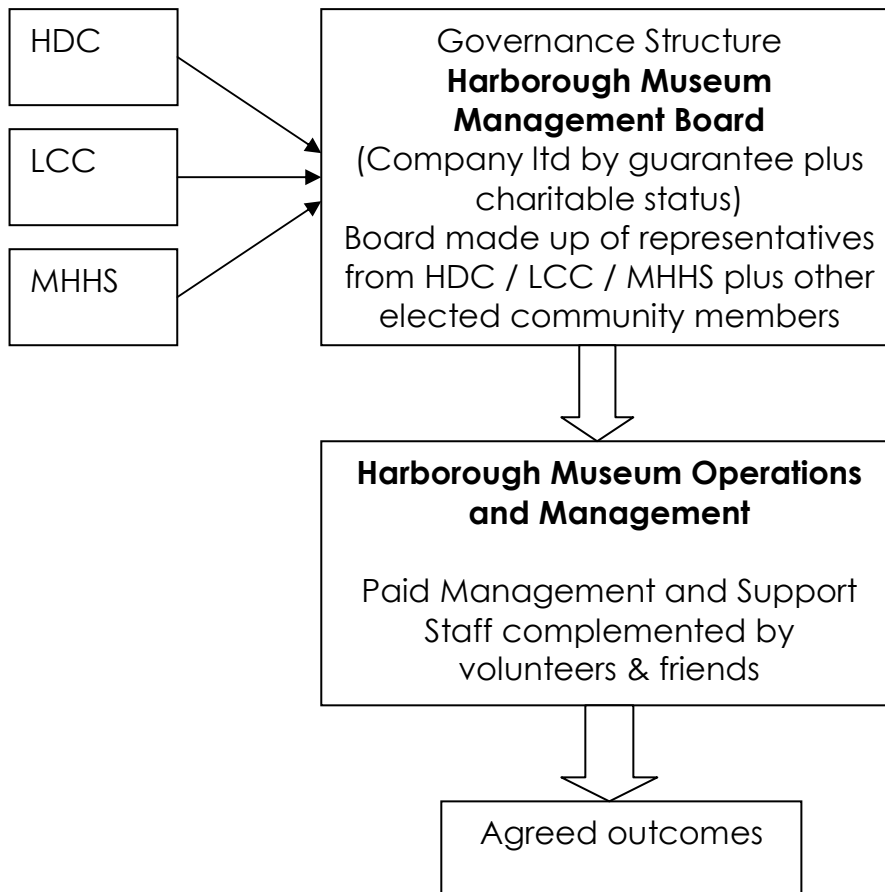 HDC
LCC
MHHS
Governance Structure
Harborough Museum
Management Board
(Company ltd by guarantee plus
charitable status)
Board made up of representatives
from HDC / LCC / MHHS plus other
elected community members
Harborough Museum Operations
and Management
Paid Management and Support
Staff complemented by
volunteers & friends
Agreed outcomes